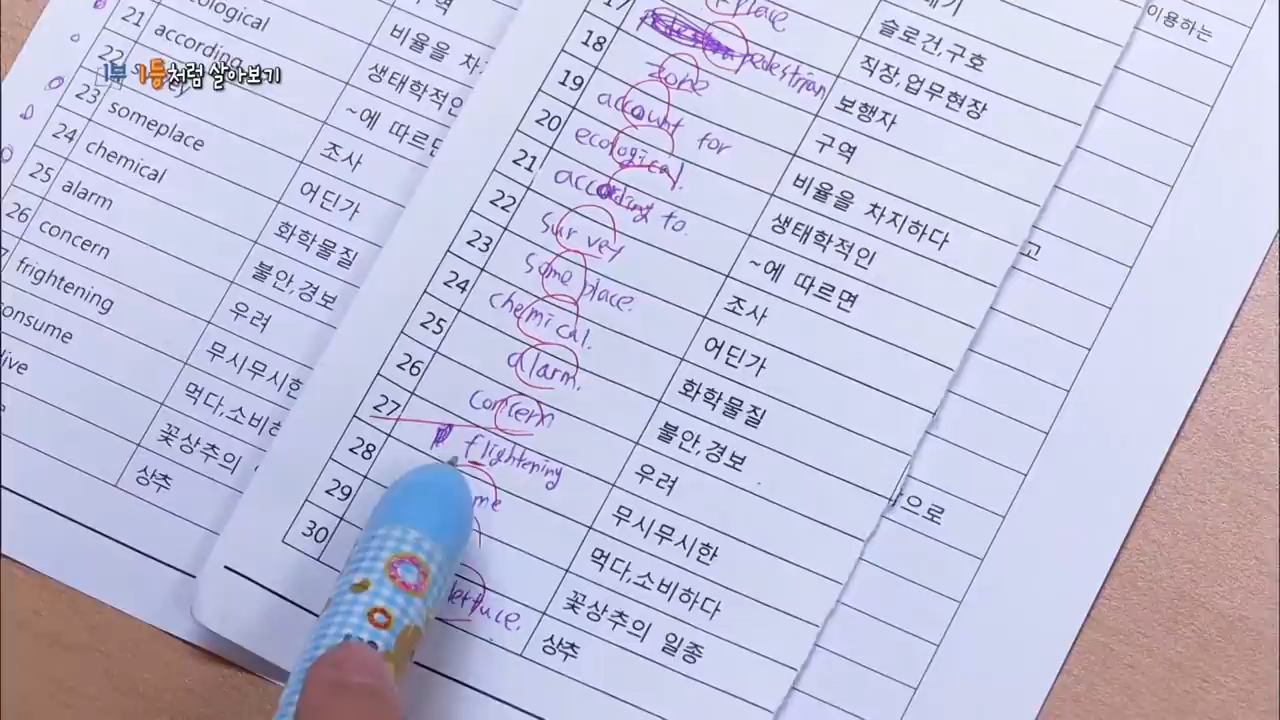 1부 1등처럼 살아보기
ecological
21 according
비율을 차
22
생태학적인
23 someplace
~에 따르면
24 chemical
조사
25 alarm
어딘가
26 concern
화학물질
frightening
불안,경보
우려
무시무시한
먹다,소비하
꽃상추의
상추
17
슬로건,구호
18 pedestrian 직장,업무현장
19 zone 보행자
20 account for 구역
21 ecological. 비율을 차지하다
22 according to. 생태학적인
23 survey ~에 따르면
24 someplace. 조사
25 chemical. 어딘가
26 alarm. 화학물질
27 concern 불안,경보
28 flightening 우려
29 me 무시무시한
30 먹다,소비하다
꽃상추의 일종
lettuce. 상추
이용하는
고
으로